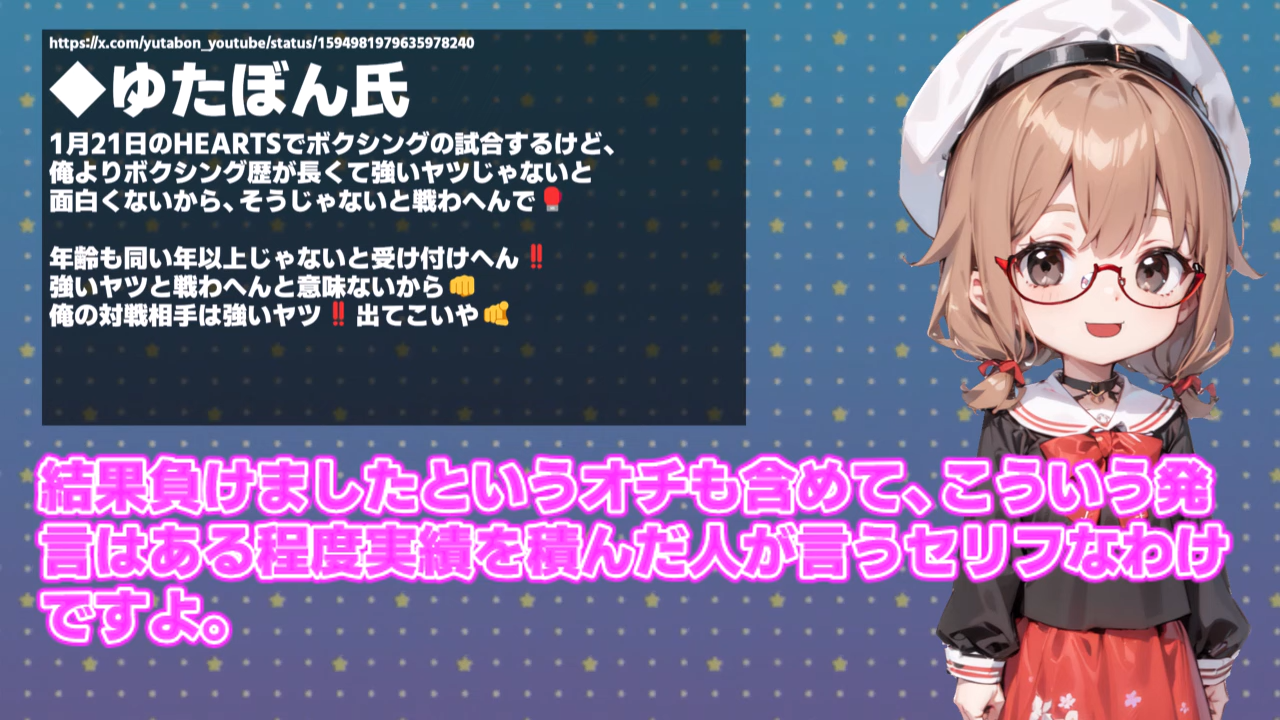 https://x.com/yutabon_youtube/status/1594981979635978240
◆ゆたぼん氏
1月21日のHEARTSでボクシングの試合するけど、
俺よりボクシング歴が長くて強いヤツじゃないと
面白くないから、そうじゃないと戦わへんで🥊
年齢も同い年以上じゃないと受け付けへん‼️
強いヤツと戦わへんと意味ないから👊
俺の対戦相手は強いヤツ‼️出てこいや🫵
結果負けましたというオチも含めて、こういう発
言はある程度実績を積んだ人が言うセリフなわけ
ですよ。